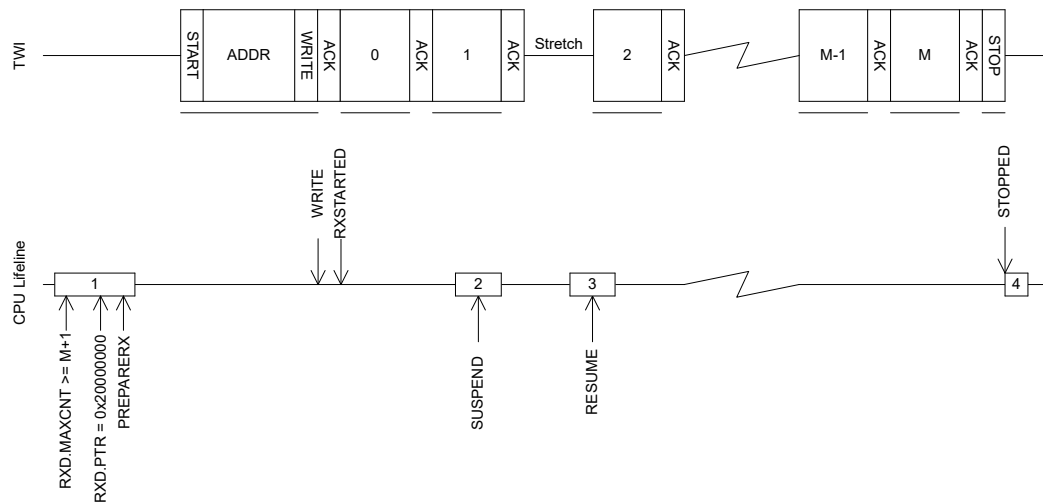 TWI
START
ADDR
WRITE
ACK
0
ACK
1
ACK
Stretch
2
ACK
M-1
ACK
M
ACK
STOP
WRITE
RXSTARTED
STOPPED
CPU Lifeline
1
2
3
4
RXD.MAXCNT >= M+1
RXD.PTR = 0x20000000
PREPARERX
SUSPEND
RESUME